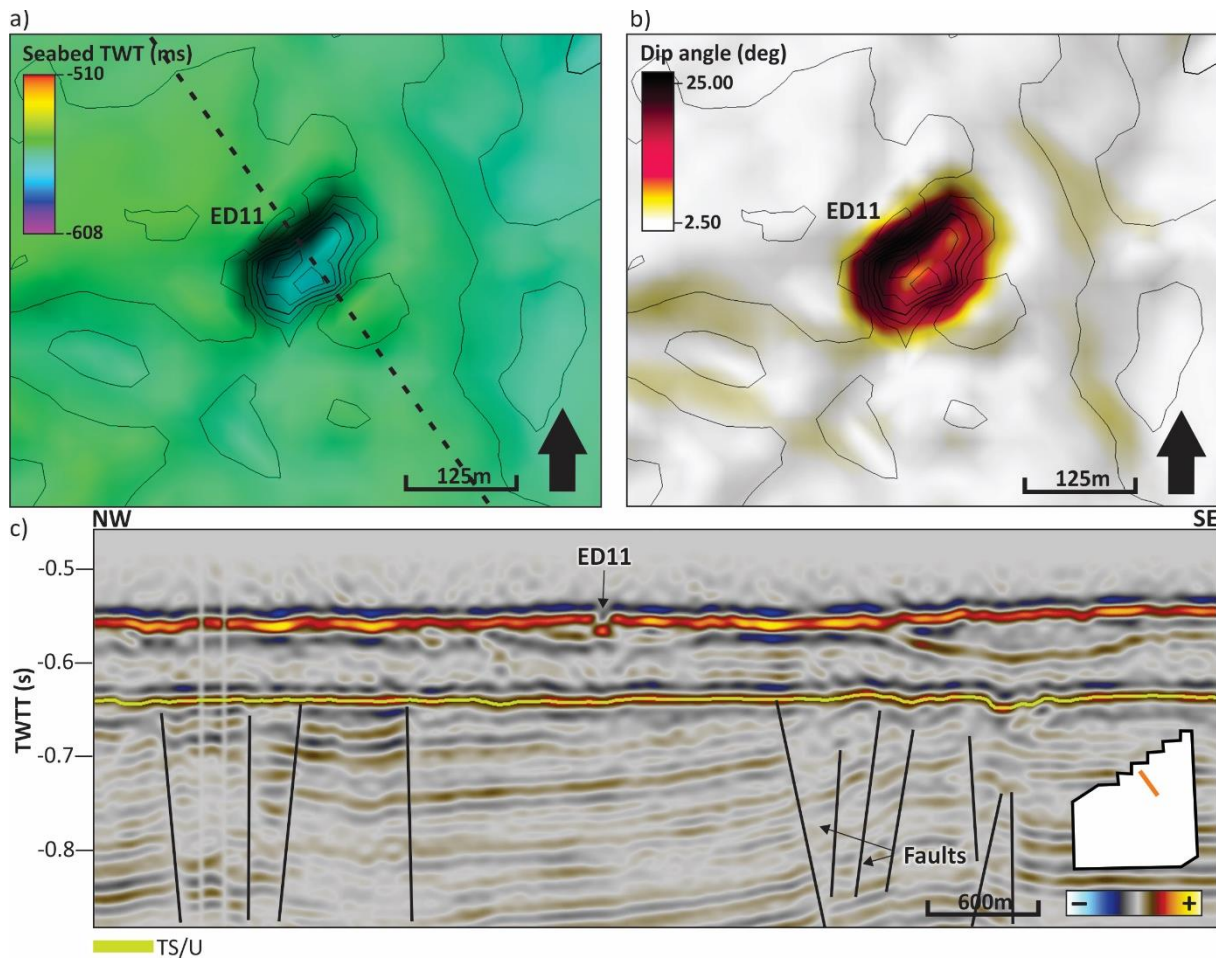 a)
Seabed TWT (ms)
-510
-608
ED11
125m
b)
Dip angle (deg)
25.00
2.50
ED11
125m
c)
NW
SE
ED11
-0.5
-0.6
-0.7
-0.8
TWTT (s)
Faults
600m
- +
TS/U